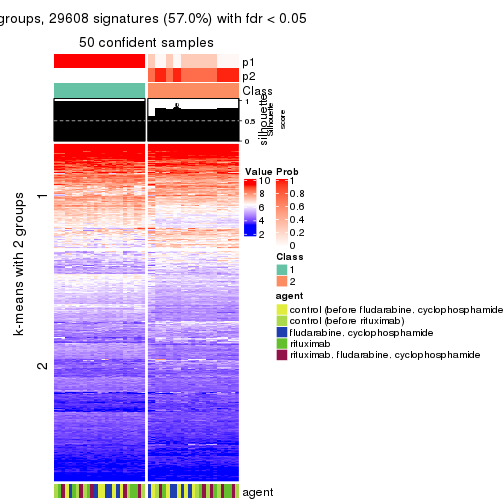 groups, 29608 signatures (57.0%) with fdr < 0.05
50 confident samples
p1
p2
Class
1
0.5
0
silhouette
Silhouette
score
k-means with 2 groups
1
2
Value
10
8
6
4
2
Prob
1
0.8
0.6
0.4
0.2
0
Class
1
2
agent
control (before fludarabine, cyclophosphamide
control (before rituximab)
fludarabine, cyclophosphamide
rituximab
rituximab, fludarabine, cyclophosphamide
agent